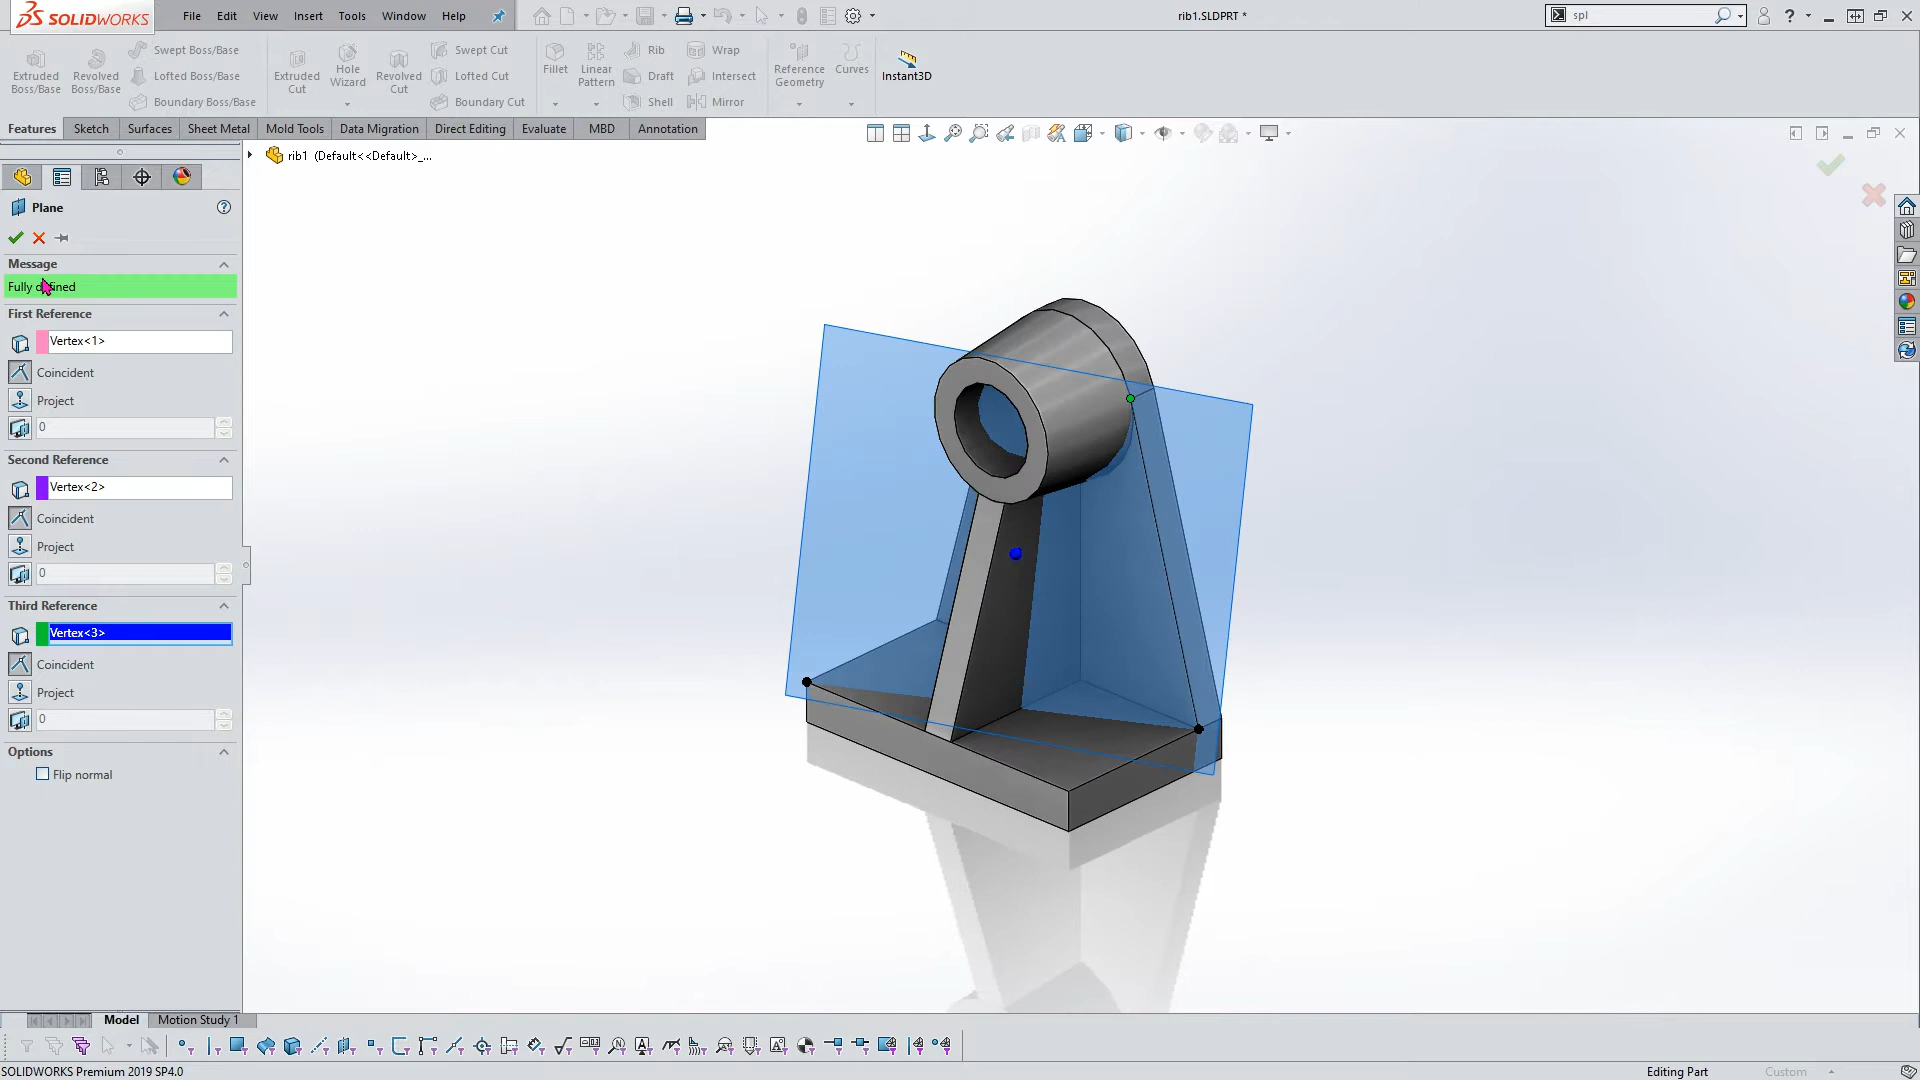 SOLIDWORKS
File Edit View Insert Tools Window Help
rib1.SLDPRT *
spl
Extruded Boss/Base
Revolved Boss/Base
Swept Boss/Base
Lofted Boss/Base
Boundary Boss/Base
Extruded Cut
Hole Wizard
Revolved Cut
Swept Cut
Lofted Cut
Boundary Cut
Fillet
Linear Pattern
Rib
Draft
Shell
Wrap
Intersect
Mirror
Reference Geometry
Curves
Instant3D
Features Sketch Surfaces Sheet Metal Mold Tools Data Migration Direct Editing Evaluate MBD Annotation
rib1 (Default<<Default>_...
Plane
Message
Fully defined
First Reference
Vertex<1>
Coincident
Project
0
Second Reference
Vertex<2>
Coincident
Project
0
Third Reference
Vertex<3>
Coincident
Project
0
Options
Flip normal
Model Motion Study 1
SOLIDWORKS Premium 2019 SP4.0
Editing Part
Custom